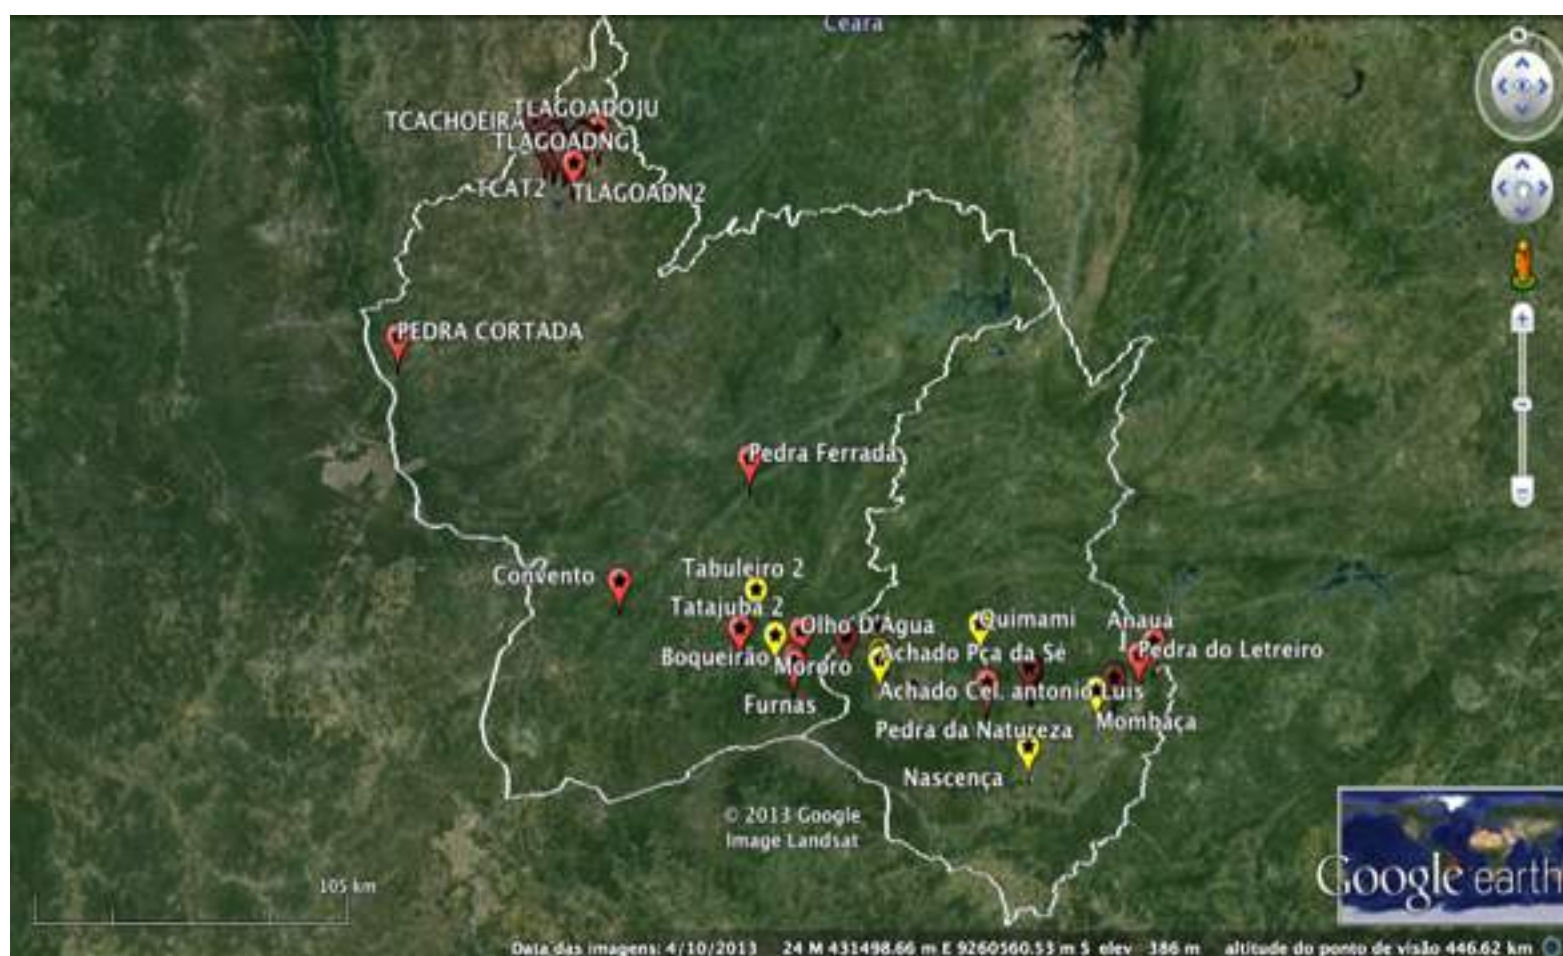 Ceará
TLAGOADOJU
TCACHOEIRA
TLAGOADNG
TCAT2
TLAGOADN2
PEDRA CORTADA
Pedra Ferrada
Convento
Tabuleiro 2
Tatajuba 2
Olho D'Agua
Quimami
Anauá
Boqueirão
Mororo
Achado Pca da Sé
Pedra do Letreiro
Furnas
Achado Cel. antonio Luis
Mombaça
Pedra da Natureza
Nascença
© 2013 Google
Image Landsat
105 km
Google earth
Data das imagens: 4/10/2013 24 M 431498.66 m E 9260560.53 m S elev 386 m altitude do ponto de visão 446.62 km